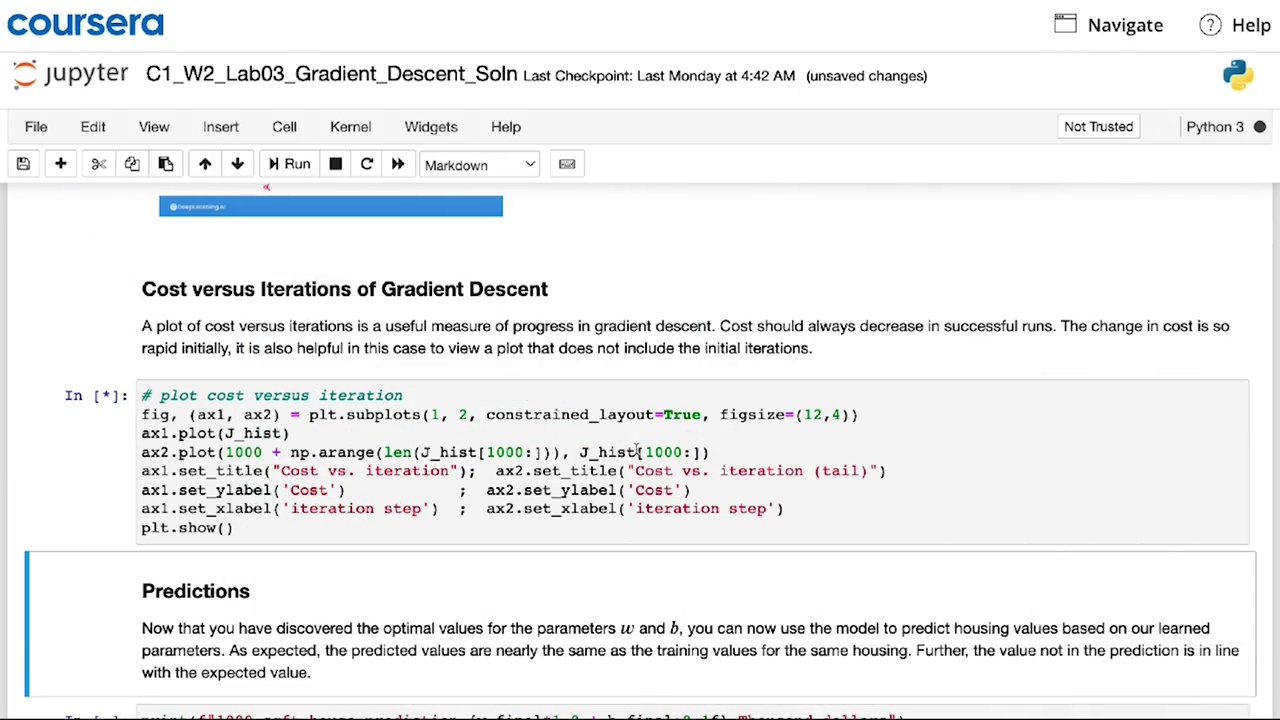 coursera
Navigate
Help
jupyter C1_W2_Lab03_Gradient_Descent_Soln Last Checkpoint: Last Monday at 4:42 AM (unsaved changes)
File Edit View Insert Cell Kernel Widgets Help Not Trusted Python 3
Run Markdown
DeepLearning.AI
Cost versus Iterations of Gradient Descent
A plot of cost versus iterations is a useful measure of progress in gradient descent. Cost should always decrease in successful runs. The change in cost is so
rapid initially, it is also helpful in this case to view a plot that does not include the initial iterations.
In [*]: # plot cost versus iteration
fig, (ax1, ax2) = plt.subplots(1, 2, constrained_layout=True, figsize=(12,4))
ax1.plot(J_hist)
ax2.plot(1000 + np.arange(len(J_hist[1000:])), J_hist[1000:])
ax1.set_title("Cost vs. iteration");  ax2.set_title("Cost vs. iteration (tail)")
ax1.set_ylabel('Cost')            ;  ax2.set_ylabel('Cost')
ax1.set_xlabel('iteration step')  ;  ax2.set_xlabel('iteration step')
plt.show()
Predictions
Now that you have discovered the optimal values for the parameters w and b, you can now use the model to predict housing values based on our learned
parameters. As expected, the predicted values are nearly the same as the training values for the same housing. Further, the value not in the prediction is in line
with the expected value.